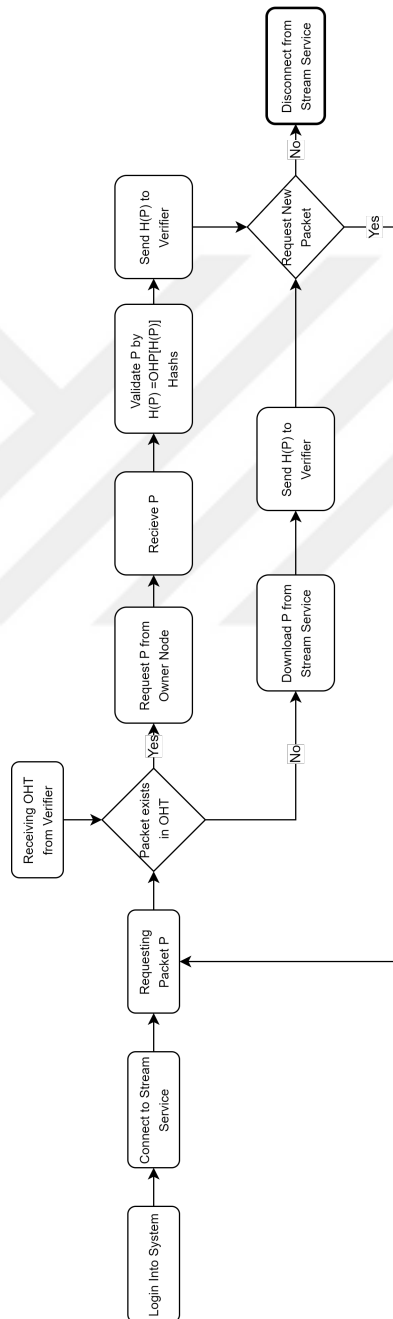 Login Into System
Connect to Stream
Service
Requesting
Packet P
Receiving OHT
from Verifier
Packet exists
in OHT
Yes
Request P from
Owner Node
Recieve P
Validate P by
H(P) =OHP[H(P)]
Hashs
Send H(P) to
Verifier
No
Download P from
Stream Service
Send H(P) to
Verifier
Request New
Packet
Yes
No
Disconnect from
Stream Service